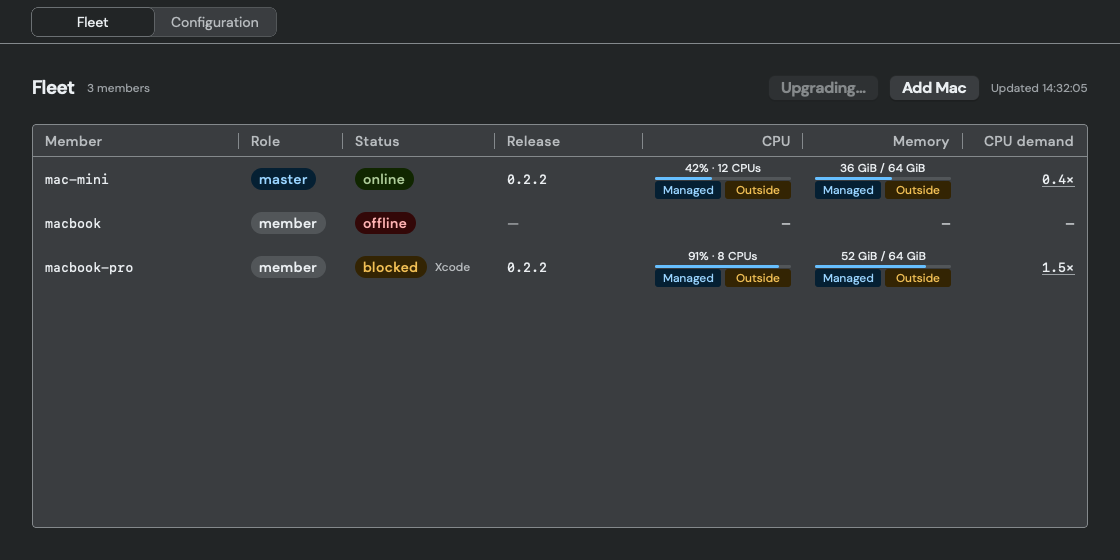 Fleet Configuration
Fleet 3 members Upgrading... Add Mac Updated 14:32:05
Member Role Status Release CPU Memory CPU demand
42% · 12 CPUs 36 GiB / 64 GiB
mac-mini master online 0.2.2 0.4×
Managed Outside Managed Outside
macbook member offline — — — —
91% · 8 CPUs 52 GiB / 64 GiB
macbook-pro member blocked Xcode 0.2.2 1.5×
Managed Outside Managed Outside